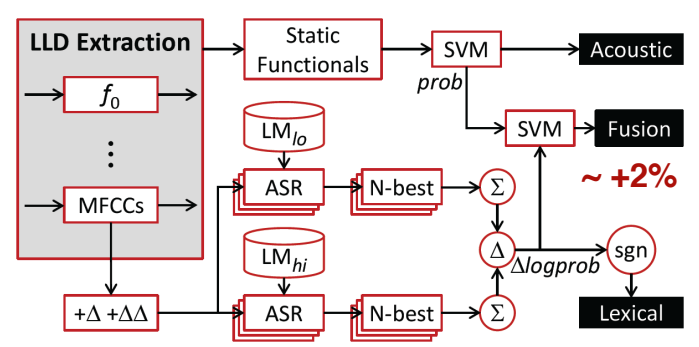 LLD Extraction
f0
⋮
MFCCs
+Δ +ΔΔ
Static
Functionals
SVM
prob
Acoustic
SVM
Fusion
~ +2%
LMlo
ASR
N-best
Σ
Δ
Δlogprob
sgn
Lexical
LMhi
ASR
N-best
Σ